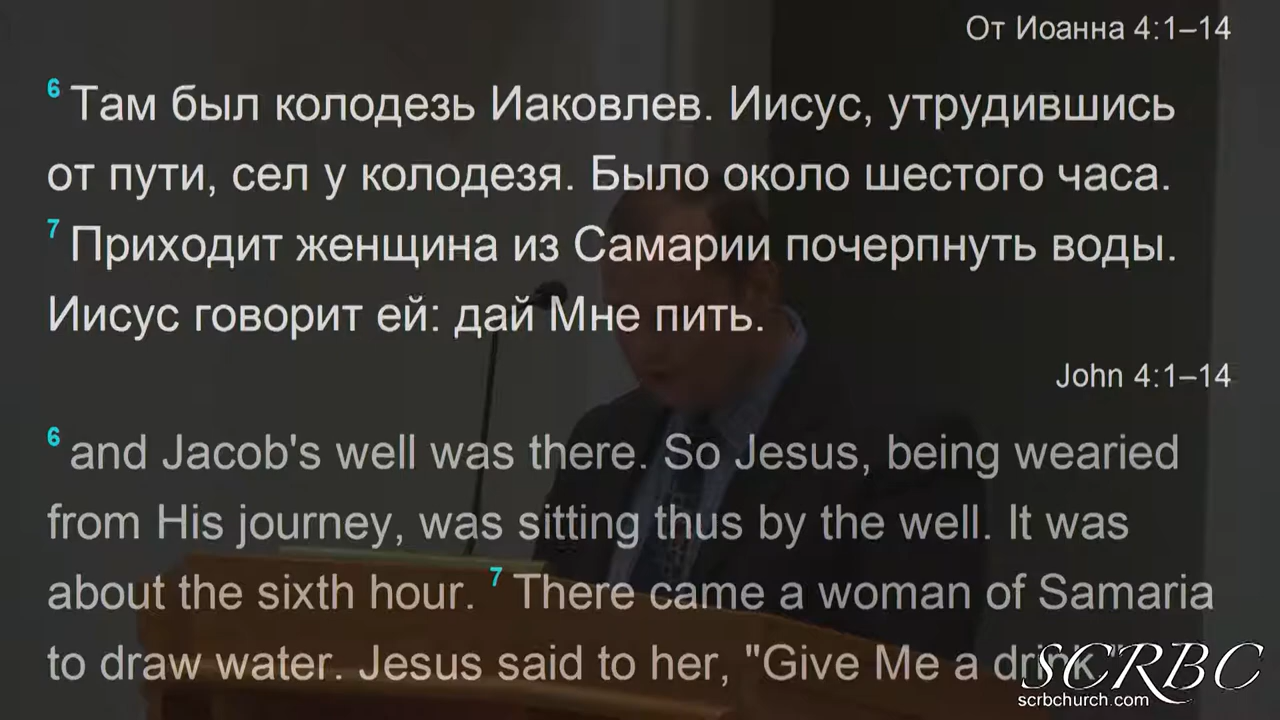 От Иоанна 4:1–14
6 Там был колодезь Иаковлев. Иисус, утрудившись
от пути, сел у колодезя. Было около шестого часа.
7 Приходит женщина из Самарии почерпнуть воды.
Иисус говорит ей: дай Мне пить.
John 4:1–14
6 and Jacob's well was there. So Jesus, being wearied
from His journey, was sitting thus by the well. It was
about the sixth hour. 7 There came a woman of Samaria
to draw water. Jesus said to her, "Give Me a drink."
SCRBC
scrbchurch.com